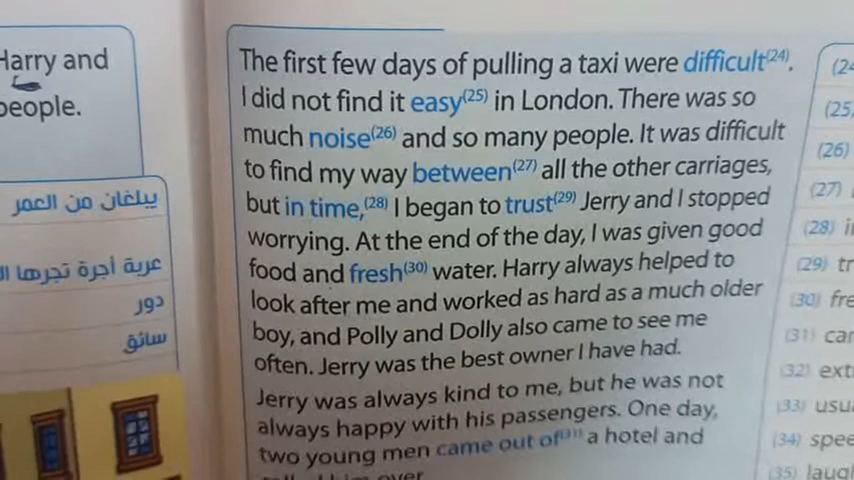 Harry and
people.
يبلغان من العمر
عربة أجرة تجرها
دور
سائق
The first few days of pulling a taxi were difficult(24).
I did not find it easy(25) in London. There was so
much noise(26) and so many people. It was difficult
to find my way between(27) all the other carriages,
but in time,(28) I began to trust(29) Jerry and I stopped
worrying. At the end of the day, I was given good
food and fresh(30) water. Harry always helped to
look after me and worked as hard as a much older
boy, and Polly and Dolly also came to see me
often. Jerry was the best owner I have had.
Jerry was always kind to me, but he was not
always happy with his passengers. One day,
two young men came out of(31) a hotel and
over
(24
(25
(26)
(27)
(28)
(29) tr
(30) fre
(31) car
(32) ext
(33) usu
(34) spee
(35) laugh